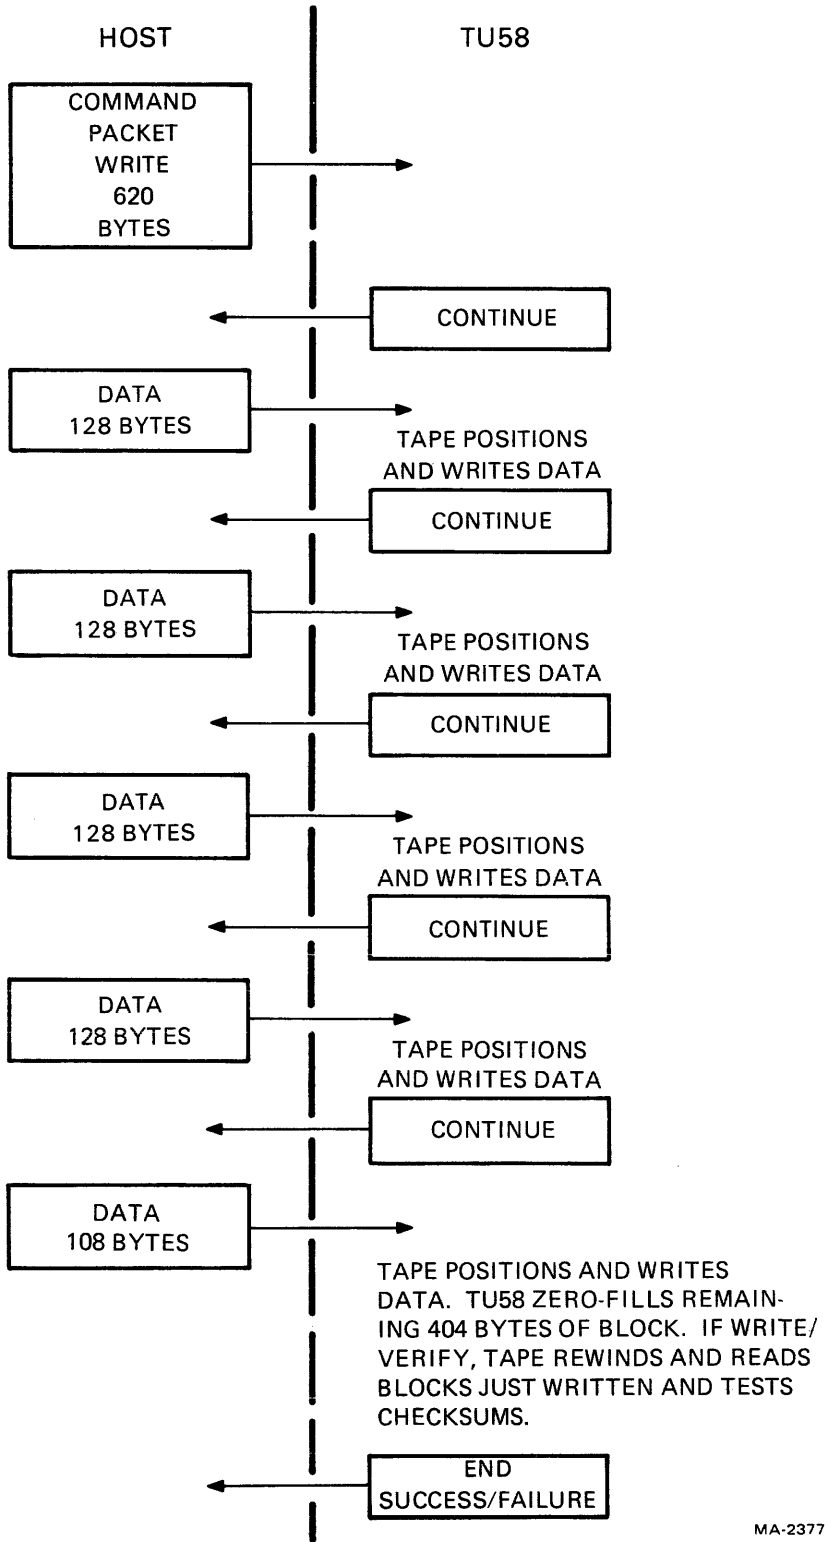 HOST
TU58
COMMAND
PACKET
WRITE
620
BYTES
CONTINUE
DATA
128 BYTES
TAPE POSITIONS
AND WRITES DATA
CONTINUE
DATA
128 BYTES
TAPE POSITIONS
AND WRITES DATA
CONTINUE
DATA
128 BYTES
TAPE POSITIONS
AND WRITES DATA
CONTINUE
DATA
128 BYTES
TAPE POSITIONS
AND WRITES DATA
CONTINUE
DATA
108 BYTES
TAPE POSITIONS AND WRITES
DATA. TU58 ZERO-FILLS REMAIN-
ING 404 BYTES OF BLOCK. IF WRITE/
VERIFY, TAPE REWINDS AND READS
BLOCKS JUST WRITTEN AND TESTS
CHECKSUMS.
END
SUCCESS/FAILURE
MA-2377